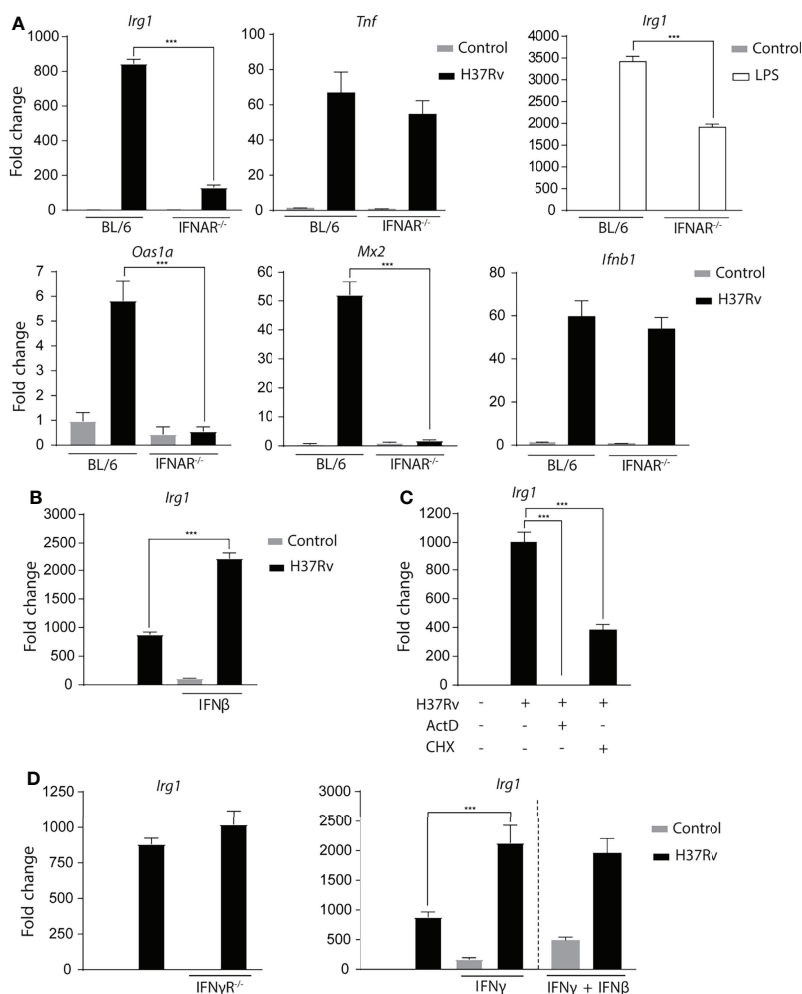 A
Irg1
Fold change
1000
800
600
400
200
0
***
BL/6
IFNAR-/-
Tnf
100
80
60
40
20
0
BL/6
IFNAR-/-
Control
H37Rv
Irg1
4000
3500
3000
2500
2000
1500
1000
500
0
***
BL/6
IFNAR-/-
Control
LPS
Oas1a
Fold change
7
6
5
4
3
2
1
0
***
BL/6
IFNAR-/-
Mx2
60
50
40
30
20
10
0
***
BL/6
IFNAR-/-
Ifnb1
80
60
40
20
0
BL/6
IFNAR-/-
Control
H37Rv
B
Irg1
Fold change
3000
2500
2000
1500
1000
500
0
***
IFNβ
Control
H37Rv
C
Irg1
Fold change
1200
1000
800
600
400
200
0
***
***
H37Rv - + + +
ActD - - + -
CHX - - - +
D
Irg1
Fold change
1250
1000
750
500
250
0
IFNγR-/-
Irg1
3000
2500
2000
1500
1000
500
0
***
IFNγ
IFNγ + IFNβ
Control
H37Rv